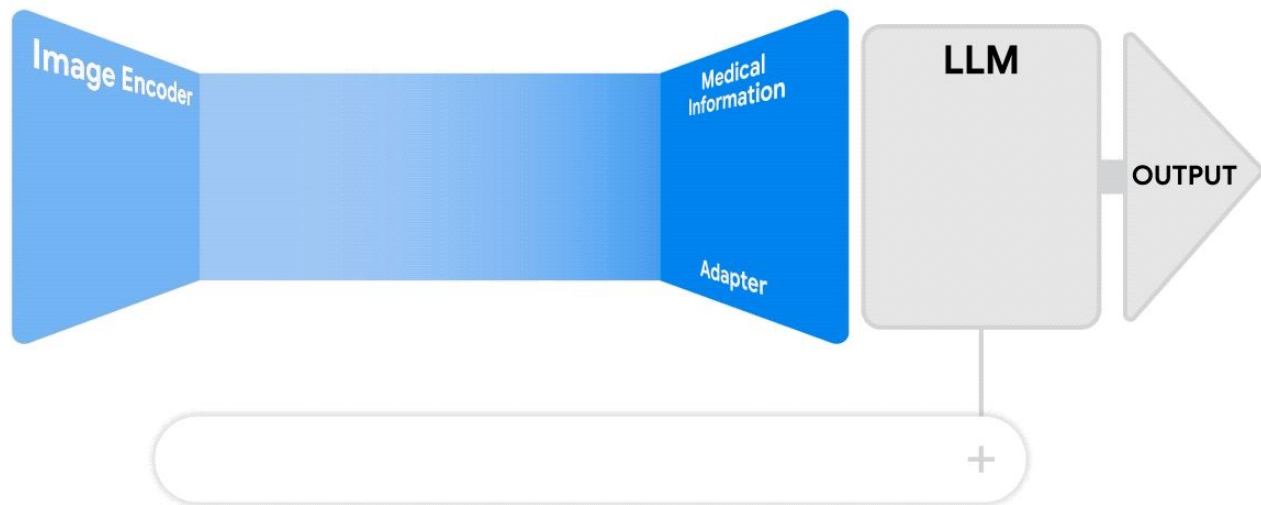 Image Encoder
Medical
Information
Adapter
LLM
OUTPUT
+